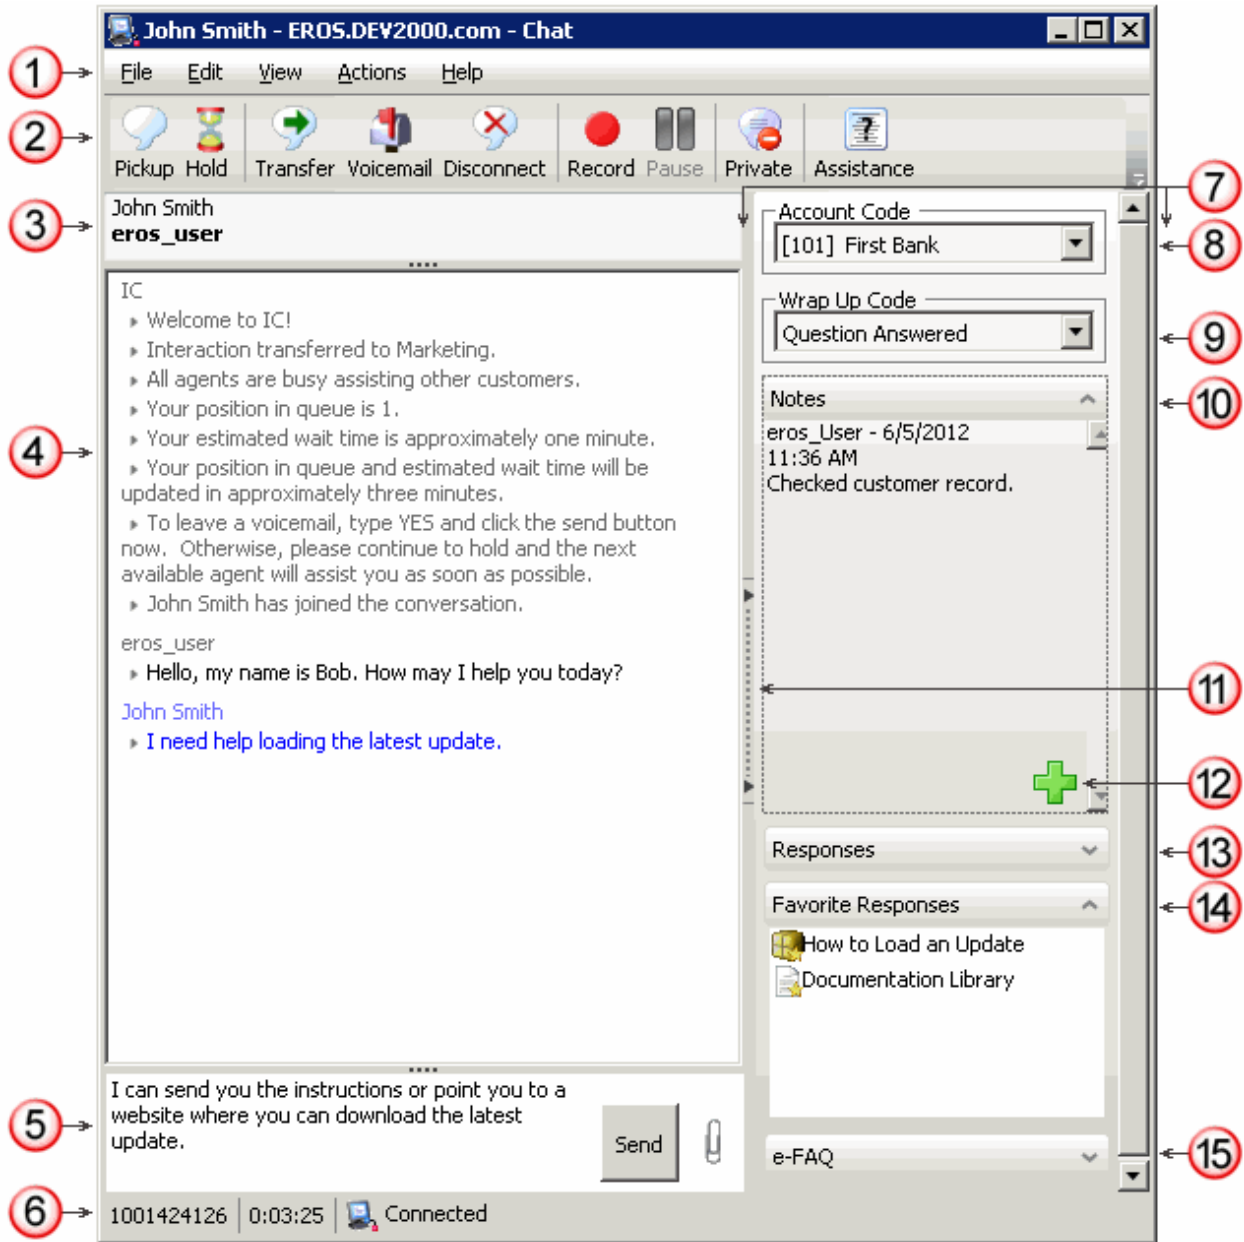 John Smith - EROS.DEV2000.com - Chat
1
File Edit View Actions Help
2
Pickup Hold Transfer Voicemail Disconnect Record Pause Private Assistance
?
3
John Smith
eros_user
7
Account Code
8
[101] First Bank
Wrap Up Code
9
Question Answered
4
IC
Welcome to IC!
Interaction transferred to Marketing.
All agents are busy assisting other customers.
Your position in queue is 1.
Your estimated wait time is approximately one minute.
Your position in queue and estimated wait time will be
updated in approximately three minutes.
To leave a voicemail, type YES and click the send button
now.  Otherwise, please continue to hold and the next
available agent will assist you as soon as possible.
John Smith has joined the conversation.
eros_user
Hello, my name is Bob. How may I help you today?
John Smith
I need help loading the latest update.
10
Notes
eros_User - 6/5/2012
11:36 AM
Checked customer record.
11
12
13
Responses
14
Favorite Responses
How to Load an Update
Documentation Library
5
I can send you the instructions or point you to a
website where you can download the latest
update.
Send
15
e-FAQ
6
1001424126 0:03:25 Connected